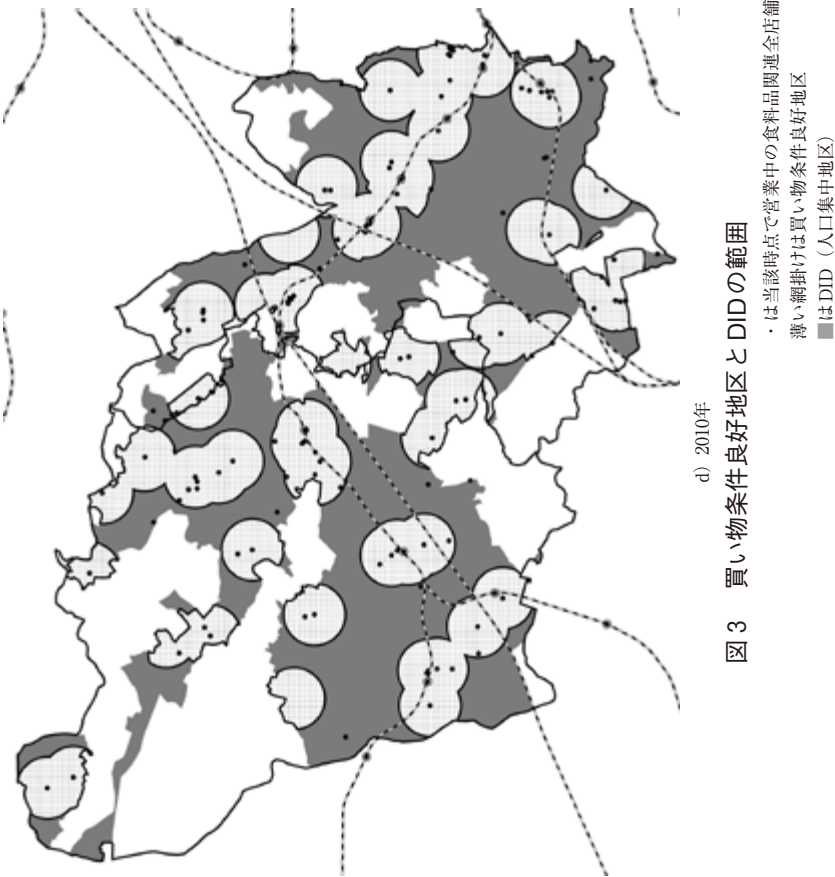 d）2010年
図3　買い物条件良好地区とDIDの範囲
・は当該時点で営業中の食料品関連全店舗
薄い網掛けは買い物条件良好地区
■はDID（人口集中地区）